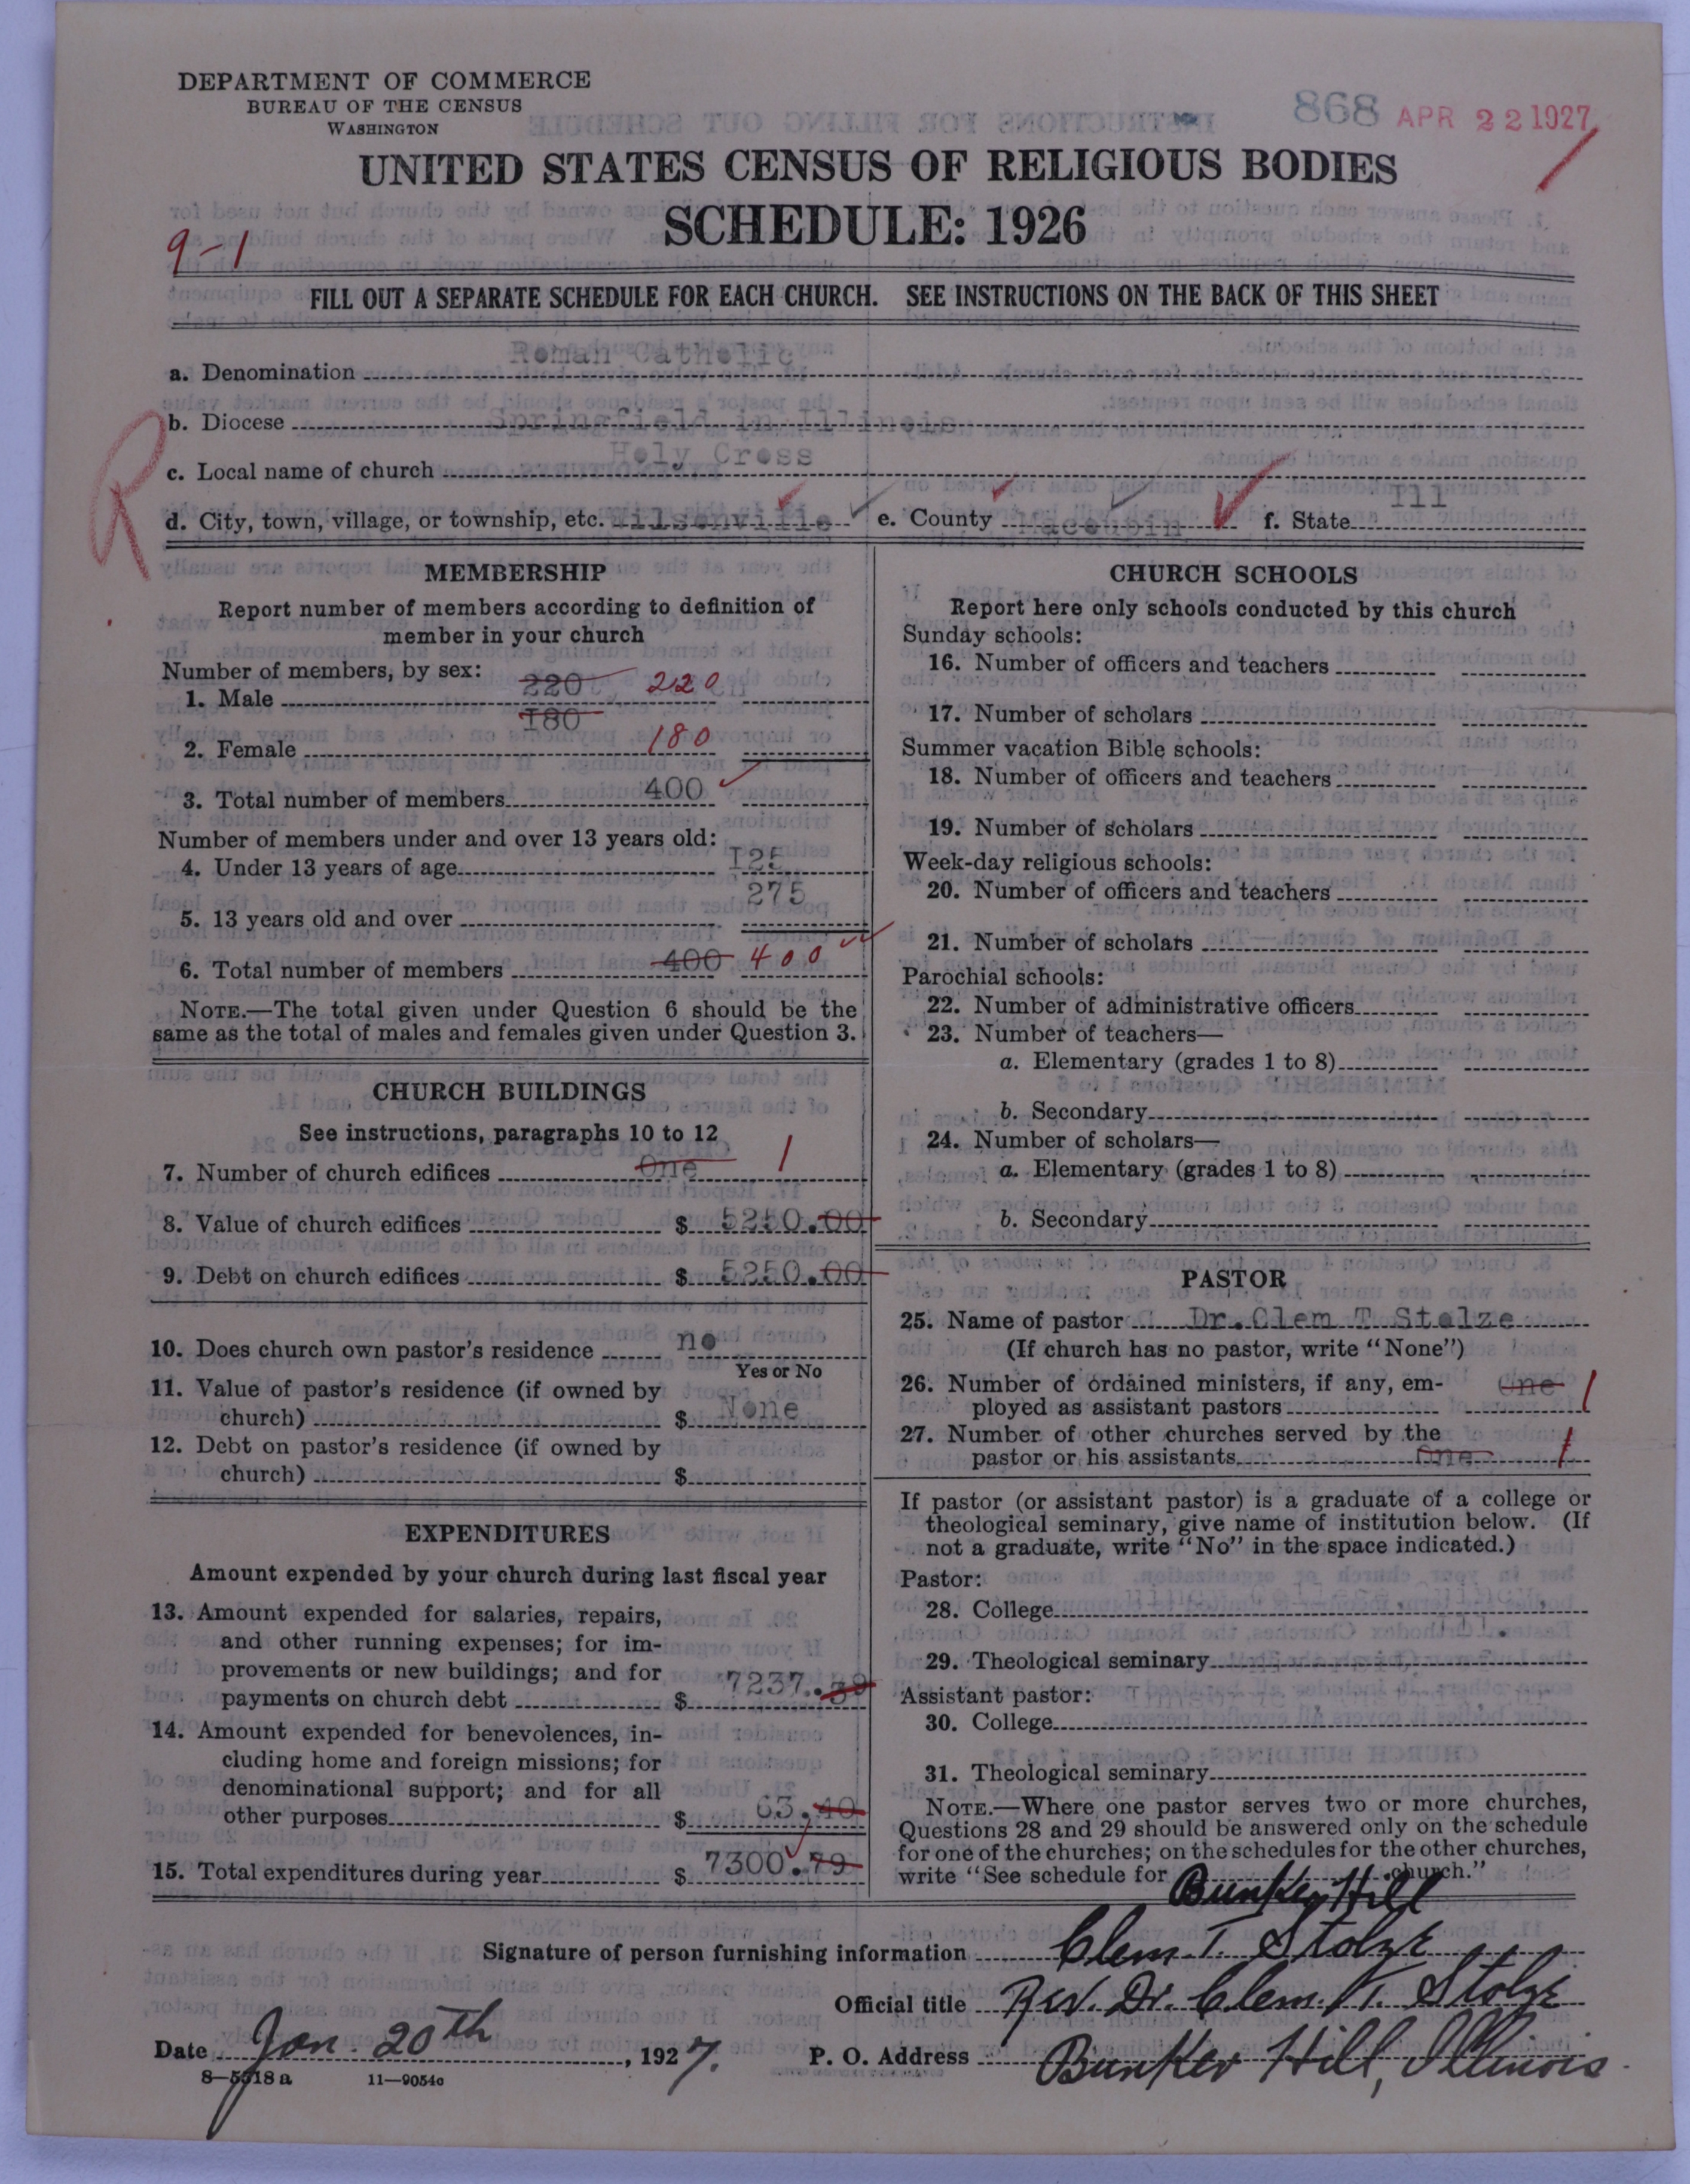 DEPARTMENT OF COMMERCE
BUREAU OF THE CENSUS
WASHINGTON
868 APR 22 1927
UNITED STATES CENSUS OF RELIGIOUS BODIES
SCHEDULE: 1926
9-1
FILL OUT A SEPARATE SCHEDULE FOR EACH CHURCH. SEE INSTRUCTIONS ON THE BACK OF THIS SHEET
a. Denomination Roman Catholic
b. Diocese Springfield in Illinois
c. Local name of church Holy Cross
R
d. City, town, village, or township, etc. Wilsonville e. County Macoupin f. State Ill
MEMBERSHIP
Report number of members according to definition of
member in your church
Number of members, by sex:
1. Male 220 220
2. Female I80 180
3. Total number of members 400
Number of members under and over 13 years old:
4. Under 13 years of age I25
5. 13 years old and over 275
6. Total number of members 400 400
NOTE.—The total given under Question 6 should be the
same as the total of males and females given under Question 3.
CHURCH BUILDINGS
See instructions, paragraphs 10 to 12
7. Number of church edifices One 1
8. Value of church edifices $ 5250.00
9. Debt on church edifices $ 5250.00
10. Does church own pastor's residence no
Yes or No
11. Value of pastor's residence (if owned by
church) $ None
12. Debt on pastor's residence (if owned by
church) $
EXPENDITURES
Amount expended by your church during last fiscal year
13. Amount expended for salaries, repairs,
and other running expenses; for im-
provements or new buildings; and for
payments on church debt $ 7237.39
14. Amount expended for benevolences, in-
cluding home and foreign missions; for
denominational support; and for all
other purposes $ 63.40
15. Total expenditures during year $ 7300.79
CHURCH SCHOOLS
Report here only schools conducted by this church
Sunday schools:
16. Number of officers and teachers
17. Number of scholars
Summer vacation Bible schools:
18. Number of officers and teachers
19. Number of scholars
Week-day religious schools:
20. Number of officers and teachers
21. Number of scholars
Parochial schools:
22. Number of administrative officers
23. Number of teachers—
a. Elementary (grades 1 to 8)
b. Secondary
24. Number of scholars—
a. Elementary (grades 1 to 8)
b. Secondary
PASTOR
25. Name of pastor Dr. Clem T. Stolze
(If church has no pastor, write "None")
26. Number of ordained ministers, if any, em-
ployed as assistant pastors One 1
27. Number of other churches served by the
pastor or his assistants One 1
If pastor (or assistant pastor) is a graduate of a college or
theological seminary, give name of institution below. (If
not a graduate, write "No" in the space indicated.)
Pastor:
28. College
29. Theological seminary
Assistant pastor:
30. College
31. Theological seminary
NOTE.—Where one pastor serves two or more churches,
Questions 28 and 29 should be answered only on the schedule
for one of the churches; on the schedules for the other churches,
write "See schedule for Bunker Hill church."
Signature of person furnishing information Clem. T. Stolze
Official title Rev. Dr. Clem. T. Stolze
Date Jan. 20th, 1927. P. O. Address Bunker Hill, Illinois.
8-5318a 11-9054c